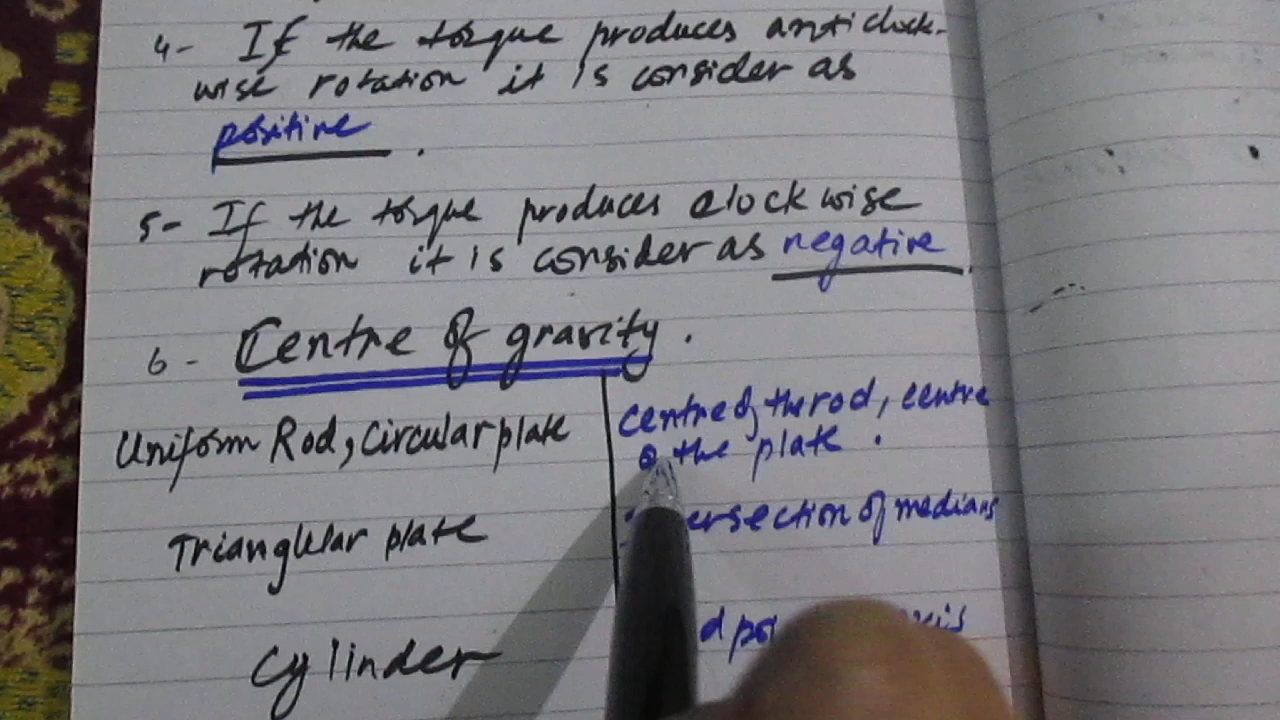 4- If the torque produces anticlock-
wise rotation it is consider as
positive.
5- If the torque produces clockwise
rotation it is consider as negative.
6- Centre of gravity.
Uniform Rod, Circular plate
Centre of the rod, centre
the plate.
Triangular plate
of medians
Cylinder